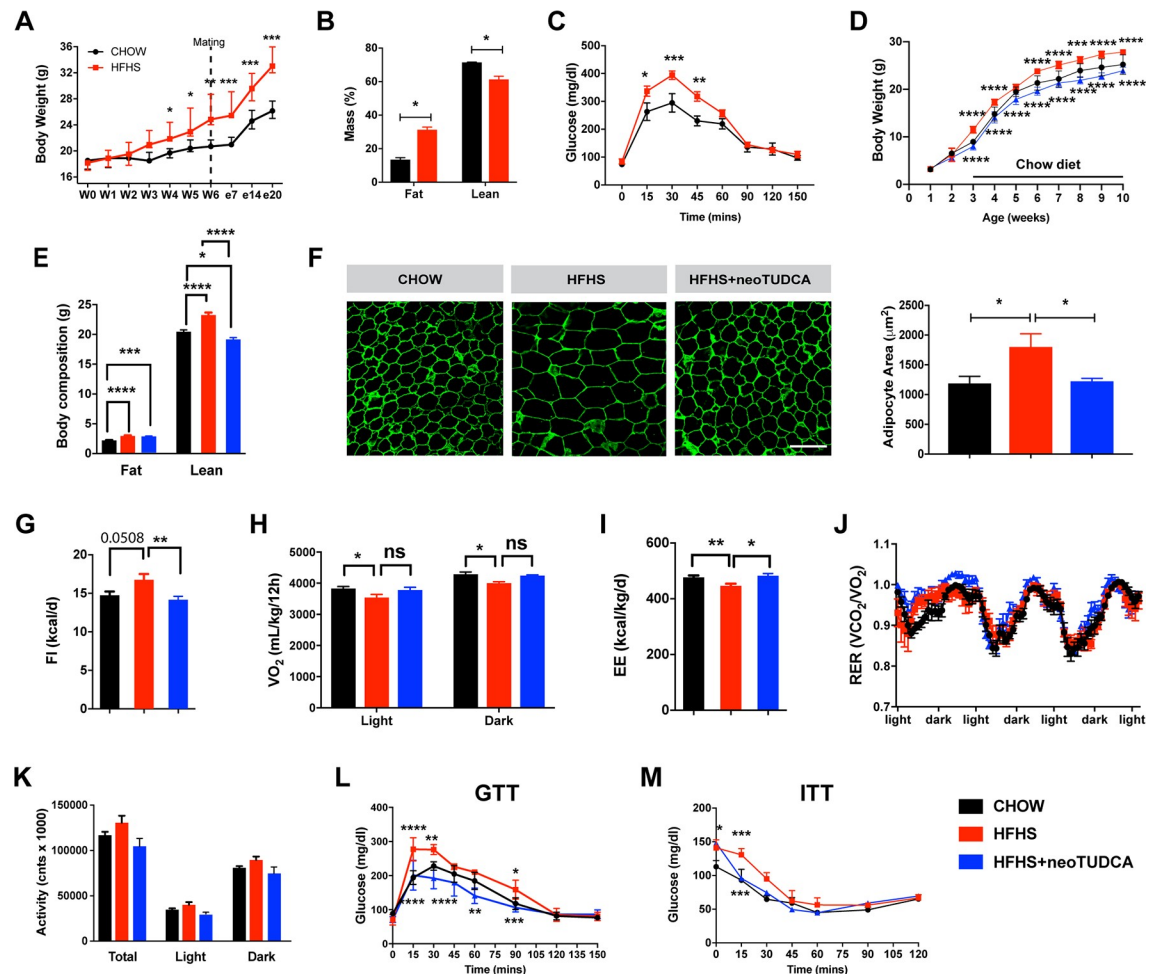 A
Mating
CHOW
HFHS
Body Weight (g)
36
32
28
24
20
16
W0 W1 W2 W3 W4 W5 W6 e7 e14 e20
* * ** *** *** ***
B
Mass (%)
80
60
40
20
0
* *
Fat Lean
C
Glucose (mg/dl)
500
400
300
200
100
0
* *** **
0 15 30 45 60 90 120 150
Time (mins)
D
Body Weight (g)
30
20
10
0
**** **** **** **** **** **** ****
**** **** **** **** **** **** ****
Chow diet
0 1 2 3 4 5 6 7 8 9 10
Age (weeks)
E
Body composition (g)
25
20
15
10
5
0
*** ****
**** * ****
Fat Lean
F
CHOW HFHS HFHS+neoTUDCA
Adipocyte Area (μm²)
2500
2000
1500
1000
500
0
* *
G
FI (kcal/d)
20
15
10
5
0
0.0508 **
H
VO₂ (mL/kg/12h)
5000
4000
3000
2000
1000
0
* ns * ns
Light Dark
I
EE (kcal/kg/d)
600
400
200
0
** *
J
RER (VCO₂/VO₂)
1.1
1.0
0.9
0.8
0.7
light dark light dark light dark light
K
Activity (cnts x 1000)
150000
100000
50000
0
Total Light Dark
L
GTT
Glucose (mg/dl)
400
300
200
100
0
**** ** *
**** **** ** ***
0 15 30 45 60 75 90 105 120 135 150
Time (mins)
M
ITT
Glucose (mg/dl)
200
150
100
50
0
* ***
***
0 15 30 45 60 75 90 105 120
Time (mins)
CHOW
HFHS
HFHS+neoTUDCA